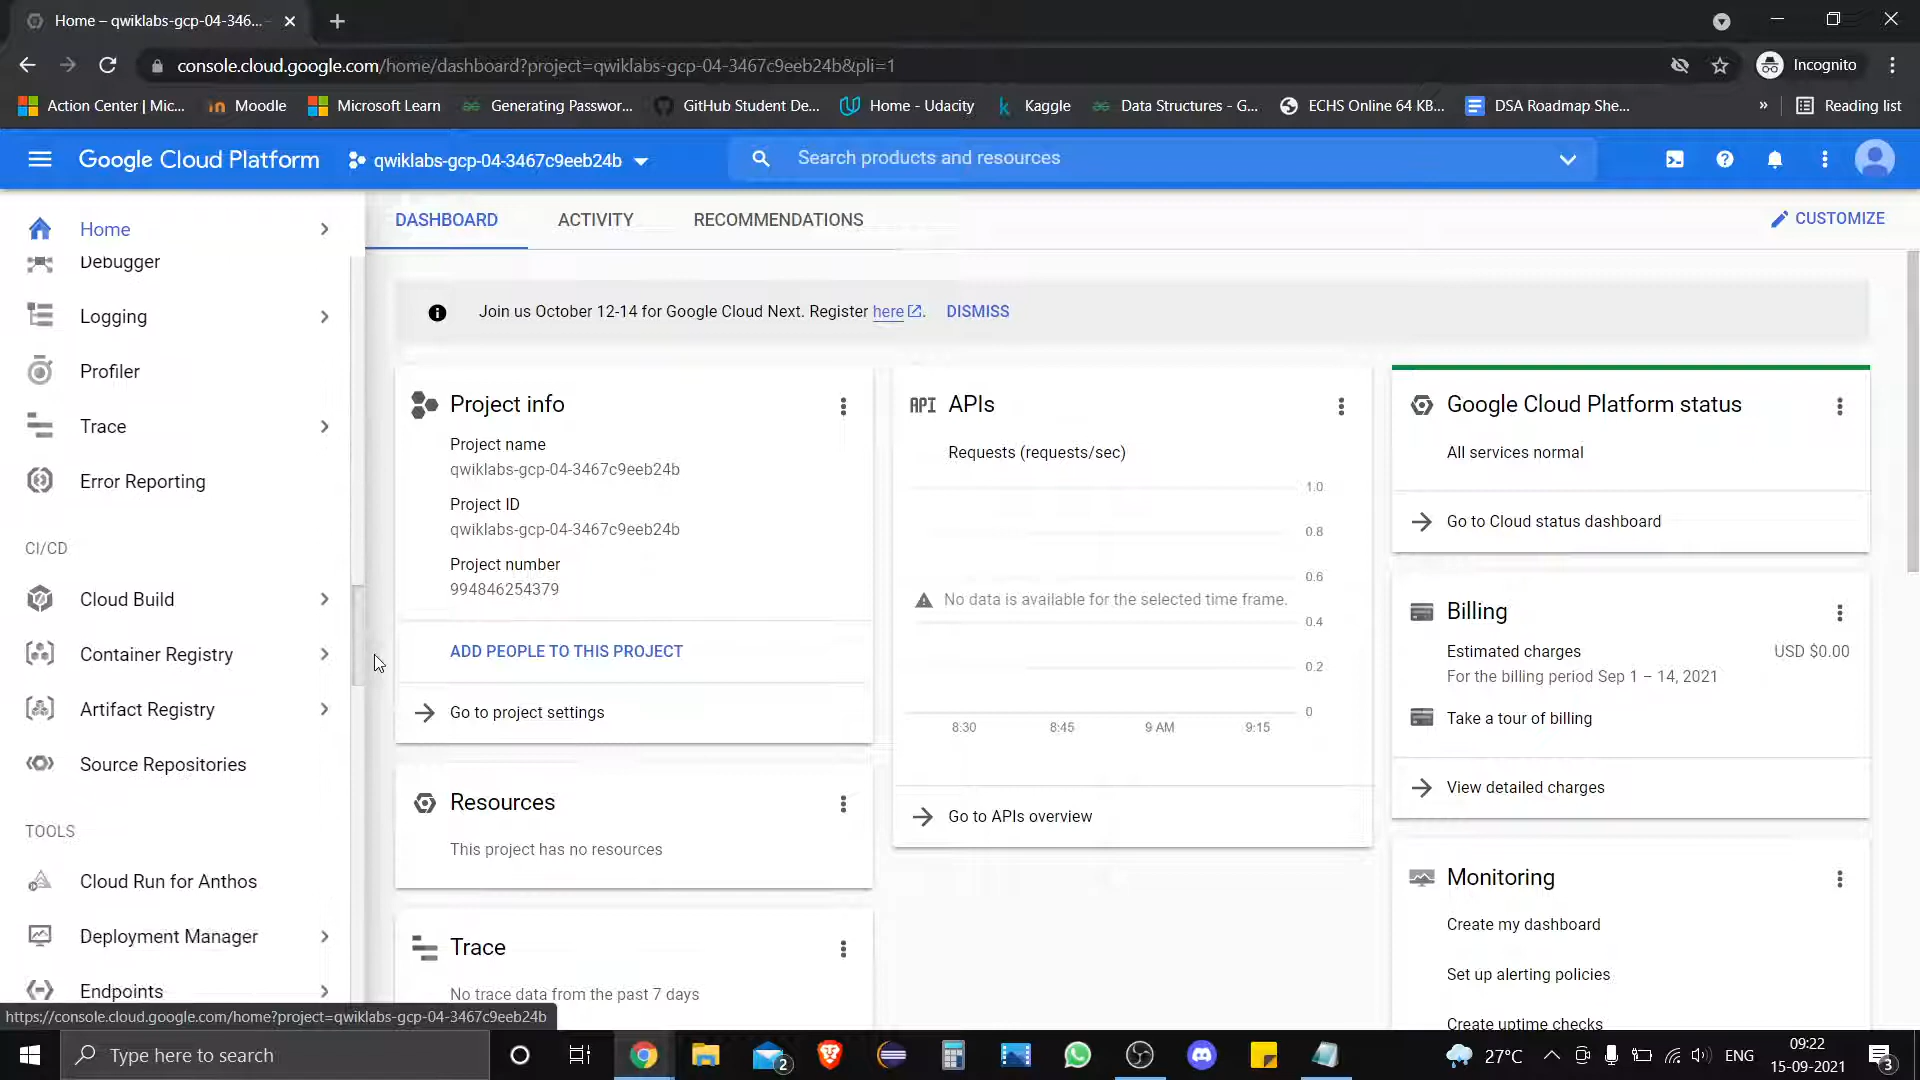 Home – qwiklabs-gcp-04-346...
console.cloud.google.com/home/dashboard?project=qwiklabs-gcp-04-3467c9eeb24b&pli=1
Incognito
Action Center | Mic...
Moodle
Microsoft Learn
Generating Passwor...
GitHub Student De...
Home - Udacity
Kaggle
Data Structures - G...
ECHS Online 64 KB...
DSA Roadmap She...
»
Reading list
Google Cloud Platform
qwiklabs-gcp-04-3467c9eeb24b
Search products and resources
Home
Debugger
Logging
Profiler
Trace
Error Reporting
CI/CD
Cloud Build
Container Registry
Artifact Registry
Source Repositories
TOOLS
Cloud Run for Anthos
Deployment Manager
Endpoints
https://console.cloud.google.com/home?project=qwiklabs-gcp-04-3467c9eeb24b
DASHBOARD
ACTIVITY
RECOMMENDATIONS
CUSTOMIZE
Join us October 12-14 for Google Cloud Next. Register here.
DISMISS
Project info
Project name
qwiklabs-gcp-04-3467c9eeb24b
Project ID
qwiklabs-gcp-04-3467c9eeb24b
Project number
994846254379
ADD PEOPLE TO THIS PROJECT
Go to project settings
Resources
This project has no resources
Trace
No trace data from the past 7 days
API APIs
Requests (requests/sec)
1.0
0.8
0.6
No data is available for the selected time frame.
0.4
0.2
0
8:30 8:45 9 AM 9:15
Go to APIs overview
Google Cloud Platform status
All services normal
Go to Cloud status dashboard
Billing
Estimated charges USD $0.00
For the billing period Sep 1 – 14, 2021
Take a tour of billing
View detailed charges
Monitoring
Create my dashboard
Set up alerting policies
Create uptime checks
Type here to search
2
27°C
ENG
09:22
15-09-2021
3